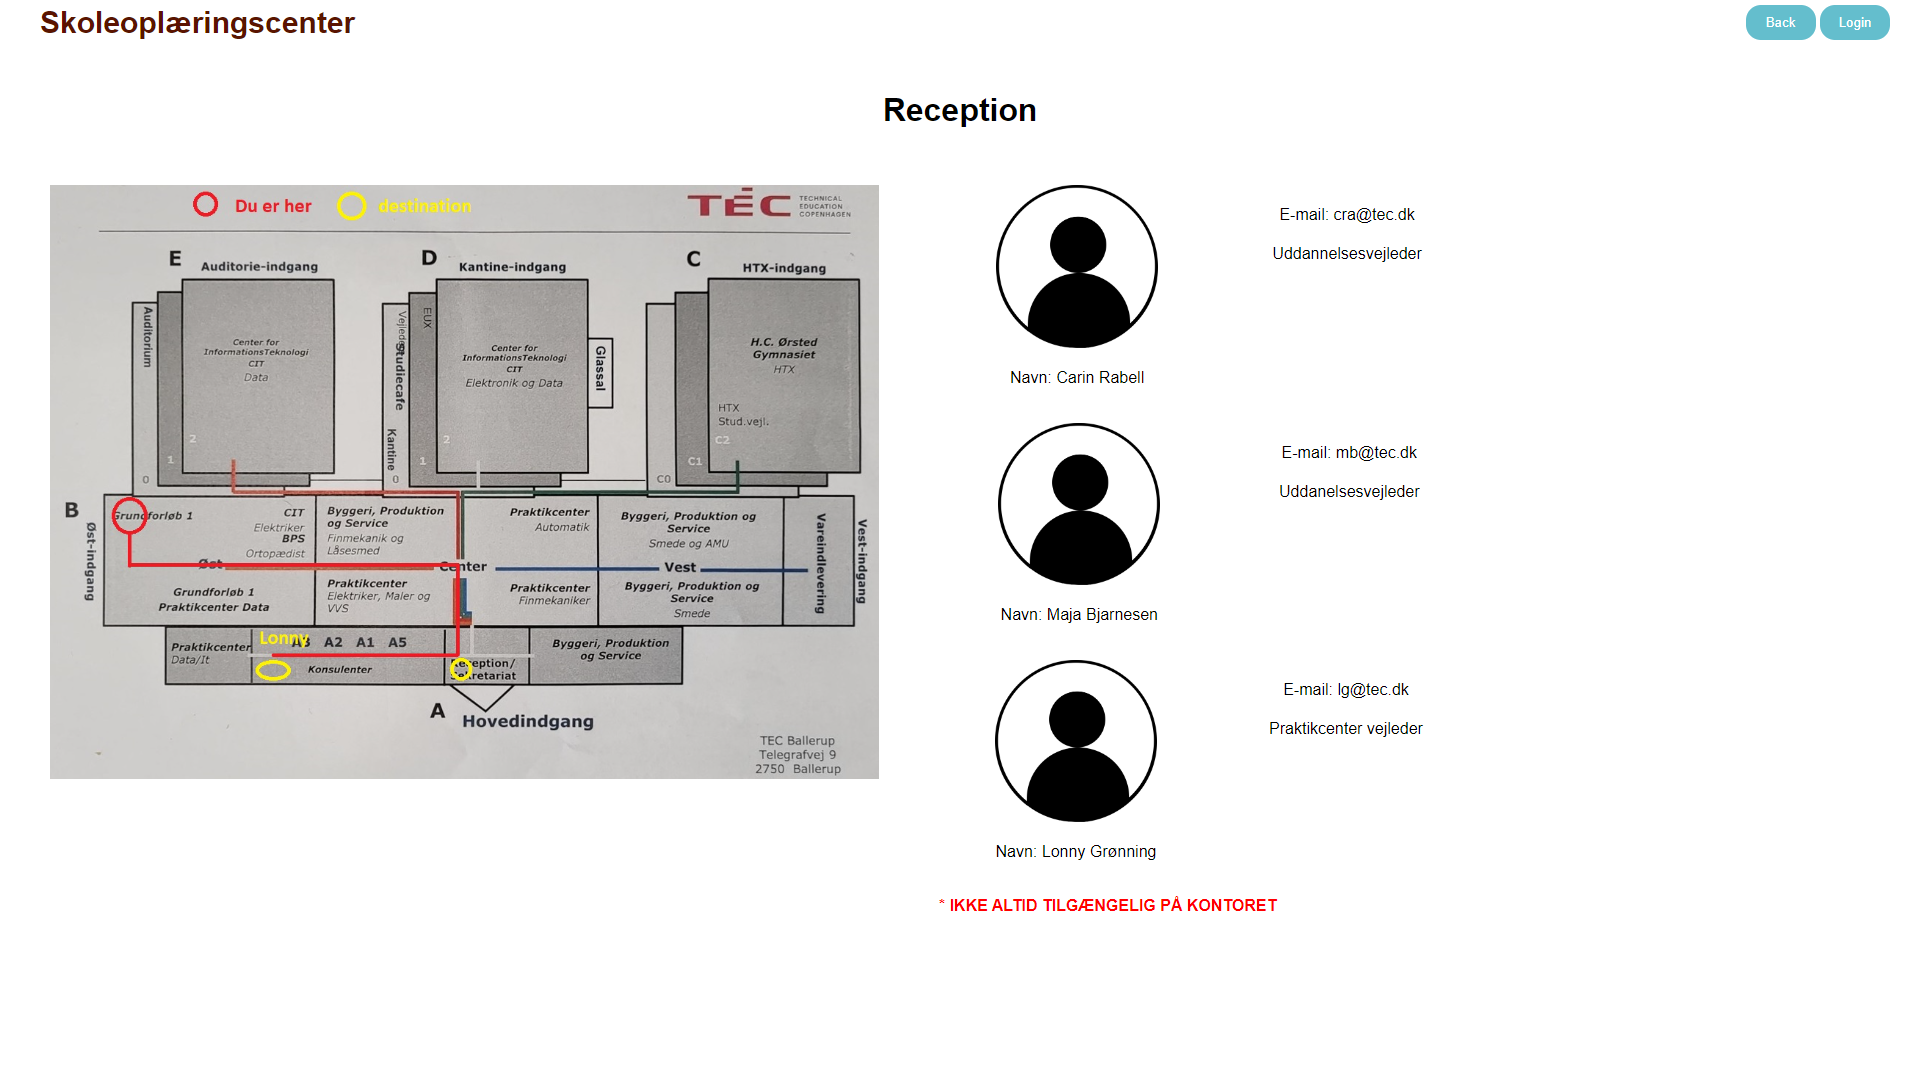 Skoleoplæringscenter
Back
Login
Reception
Du er her
destination
TEC
TECHNICAL
EDUCATION
COPENHAGEN
E
Auditorie-indgang
D
Kantine-indgang
C
HTX-indgang
Auditorium
Center for
InformationsTeknologi
CIT
Data
2
1
0
EUX
Studiecafe
Kantine
Center for
InformationsTeknologi
CIT
Elektronik og Data
2
1
0
Glassal
H.C. Ørsted
Gymnasiet
HTX
HTX
Stud.vejl.
C2
C1
C0
B
Øst-indgang
Grundforløb 1
CIT
Elektriker
BPS
Ortopædist
Byggeri, Produktion
og Service
Finmekanik og
Låsesmed
Praktikcenter
Automatik
Byggeri, Produktion og
Service
Smede og AMU
Vareindlevering
Vest-indgang
Øst
Center
Vest
Grundforløb 1
Praktikcenter Data
Praktikcenter
Elektriker, Maler og
VVS
Praktikcenter
Finmekaniker
Byggeri, Produktion og
Service
Smede
Praktikcenter
Data/It
Lonny
A3 A2 A1 A5
Konsulenter
Reception/
Sekretariat
Byggeri, Produktion
og Service
A
Hovedindgang
TEC Ballerup
Telegrafvej 9
2750 Ballerup
E-mail: cra@tec.dk
Uddannelsesvejleder
Navn: Carin Rabell
E-mail: mb@tec.dk
Uddanelsesvejleder
Navn: Maja Bjarnesen
E-mail: lg@tec.dk
Praktikcenter vejleder
Navn: Lonny Grønning
* IKKE ALTID TILGÆNGELIG PÅ KONTORET